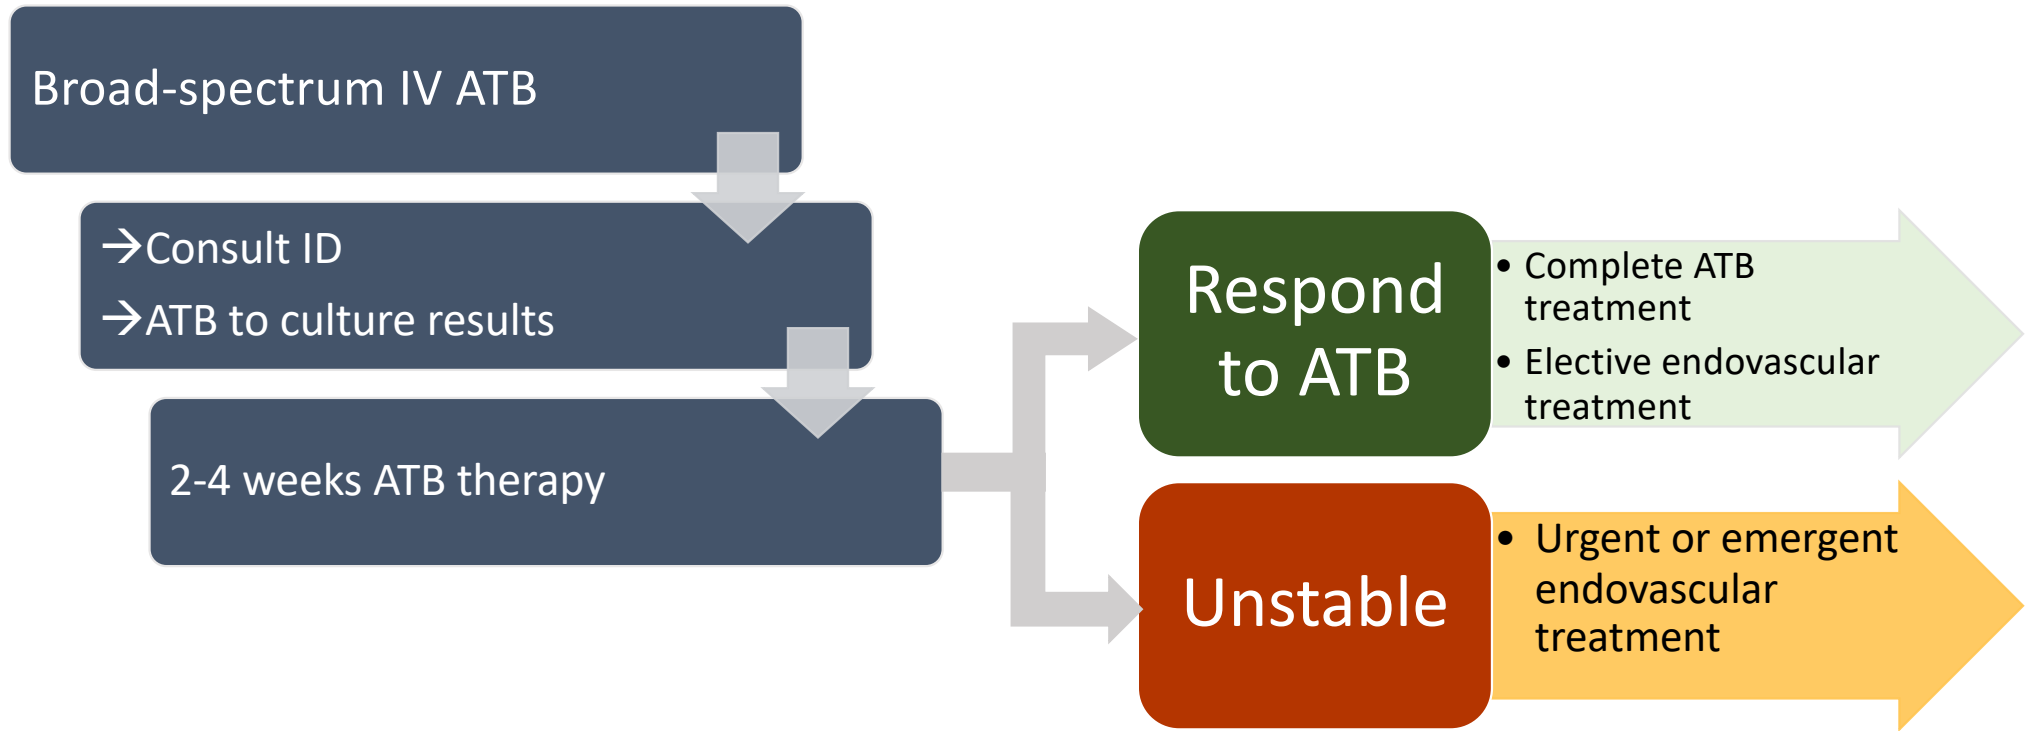 Broad-spectrum IV ATB
→Consult ID
→ATB to culture results
2-4 weeks ATB therapy
Respond
to ATB
• Complete ATB
treatment
• Elective endovascular
treatment
Unstable
• Urgent or emergent
endovascular
treatment